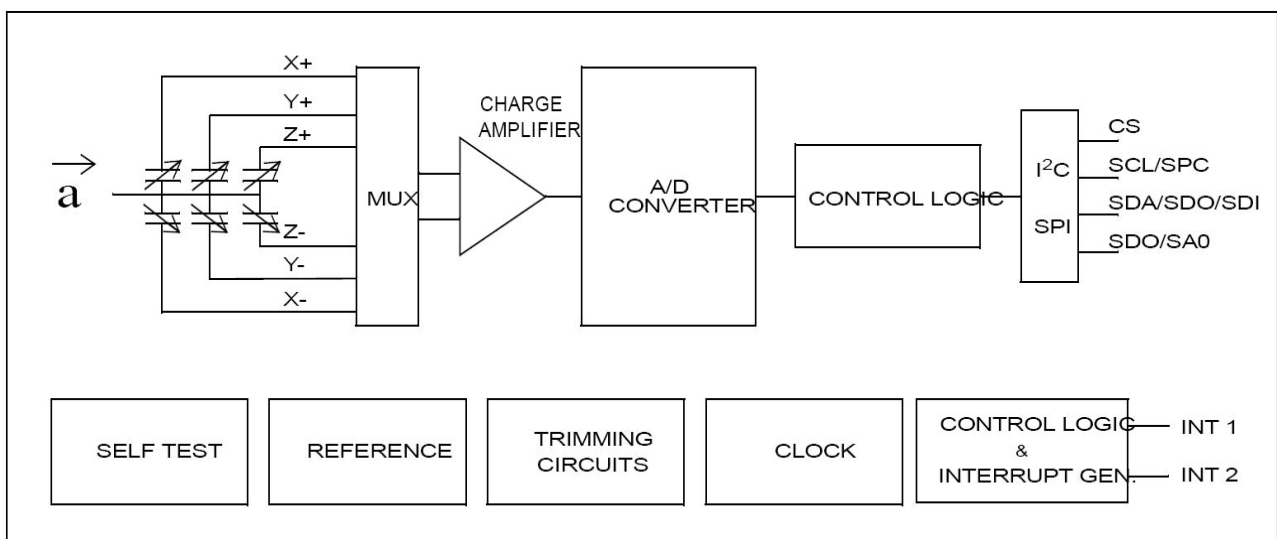 X+
Y+
Z+
a
Z-
Y-
X-
MUX
CHARGE
AMPLIFIER
A/D
CONVERTER
CONTROL LOGIC
I²C
SPI
CS
SCL/SPC
SDA/SDO/SDI
SDO/SA0
SELF TEST
REFERENCE
TRIMMING
CIRCUITS
CLOCK
CONTROL LOGIC
&
INTERRUPT GEN.
INT 1
INT 2